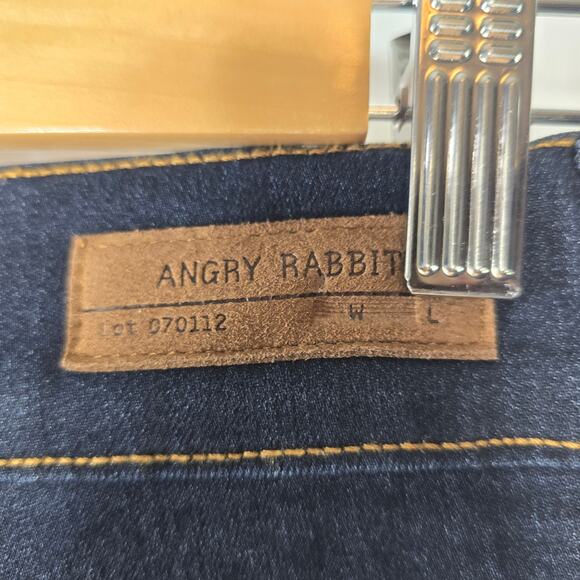 ANGRY RABBIT
Lot 070112 W L